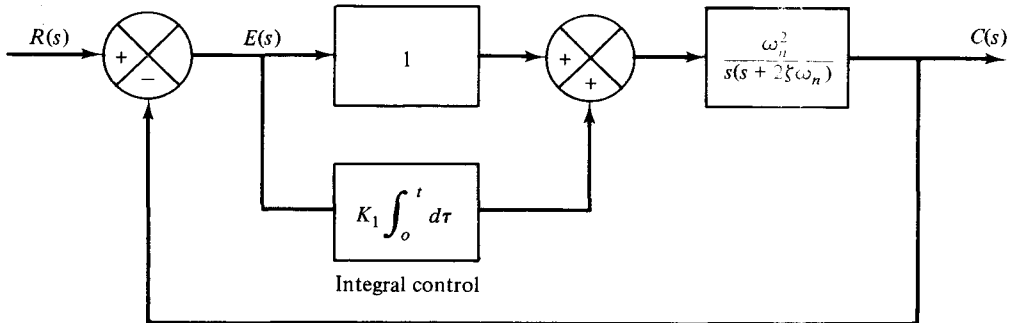 R(s)
+
−
E(s)
1
+
+
ω_n^2
s(s + 2ζω_n)
C(s)
K_1 ∫_o^t dτ
Integral control